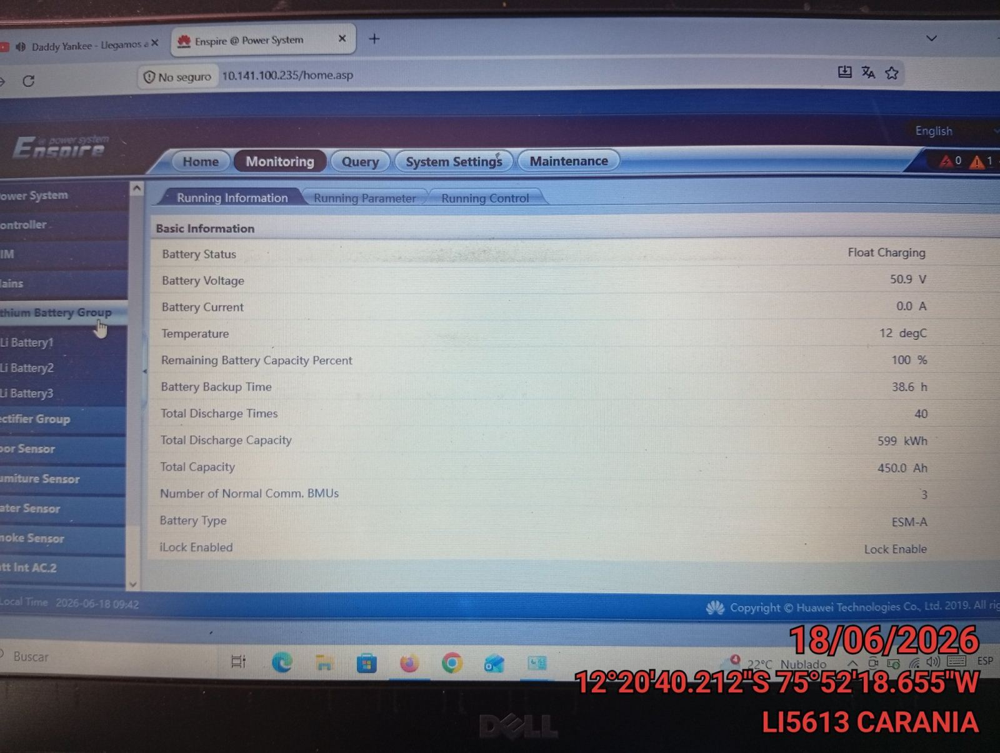 Daddy Yankee - Llegamos a
Enspire @ Power System
No seguro 10.141.100.235/home.asp
power system
Enspire
English
Home Monitoring Query System Settings Maintenance
0 1
ower System
ontroller
IM
ains
thium Battery Group
Li Battery1
Li Battery2
Li Battery3
ectifier Group
oor Sensor
umiture Sensor
ater Sensor
moke Sensor
tt Int AC.2
Running Information Running Parameter Running Control
Basic Information
Battery Status Float Charging
Battery Voltage 50.9 V
Battery Current 0.0 A
Temperature 12 degC
Remaining Battery Capacity Percent 100 %
Battery Backup Time 38.6 h
Total Discharge Times 40
Total Discharge Capacity 599 kWh
Total Capacity 450.0 Ah
Number of Normal Comm. BMUs 3
Battery Type ESM-A
iLock Enabled Lock Enable
Local Time 2026-06-18 09:42
Copyright © Huawei Technologies Co., Ltd. 2019. All rig
Buscar
4 22°C Nublado ESP
18/06/2026
12°20'40.212"S 75°52'18.655"W
LI5613 CARANIA
DELL